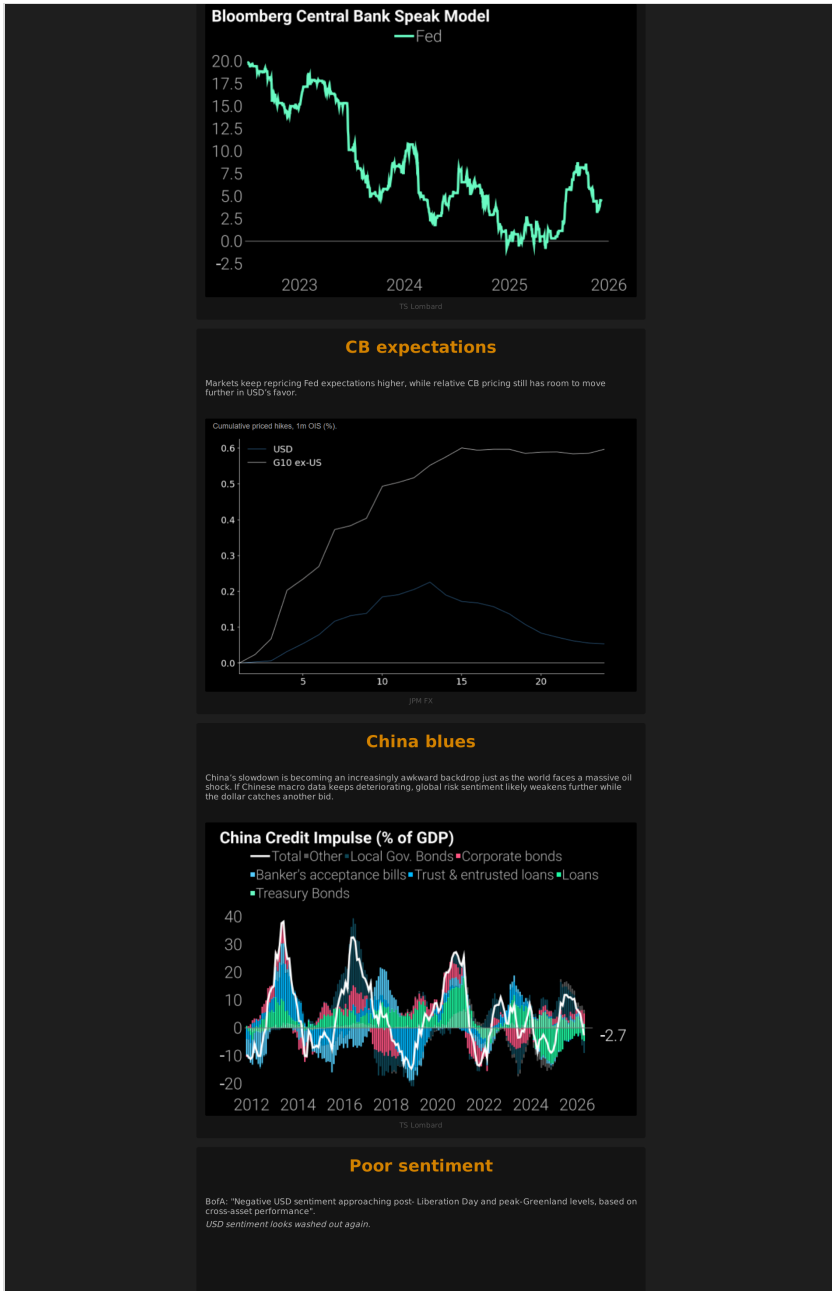 Bloomberg Central Bank Speak Model
Fed
20.0
17.5
15.0
12.5
10.0
7.5
5.0
2.5
0.0
-2.5
2023 2024 2025 2026
TS Lombard
CB expectations
Markets keep repricing Fed expectations higher, while relative CB pricing still has room to move
further in USD's favor.
Cumulative priced hikes, 1m OIS (%).
USD
G10 ex-US
0.6
0.5
0.4
0.3
0.2
0.1
0.0
5 10 15 20
JPM FX
China blues
China's slowdown is becoming an increasingly awkward backdrop just as the world faces a massive oil
shock. If Chinese macro data keeps deteriorating, global risk sentiment likely weakens further while
the dollar catches another bid.
China Credit Impulse (% of GDP)
Total Other Local Gov. Bonds Corporate bonds
Banker's acceptance bills Trust & entrusted loans Loans
Treasury Bonds
40
30
20
10
0
-10
-20
-2.7
2012 2014 2016 2018 2020 2022 2024 2026
TS Lombard
Poor sentiment
BofA: "Negative USD sentiment approaching post- Liberation Day and peak-Greenland levels, based on
cross-asset performance".
USD sentiment looks washed out again.